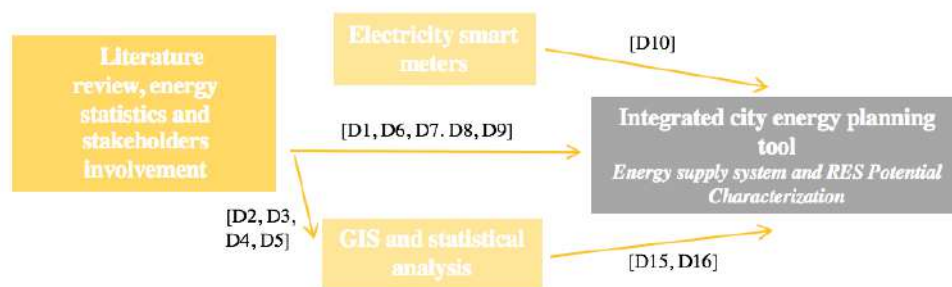 Literature
review, energy
statistics and
stakeholders
involvement
Electricity smart
meters
[D10]
[D1, D6, D7. D8, D9]
Integrated city energy planning
tool
Energy supply system and RES Potential
Characterization
[D2, D3,
D4, D5]
GIS and statistical
analysis
[D15, D16]